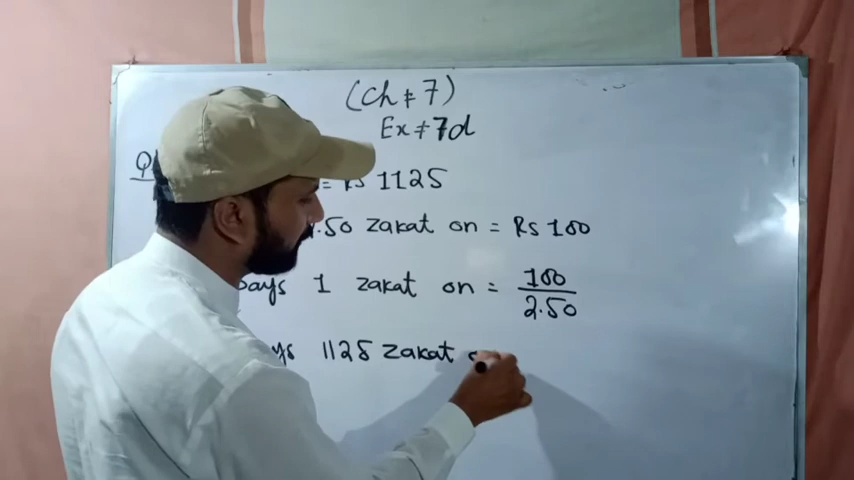 (Ch # 7)
Ex # 7d
Q
= Rs 1125
.50 zakat on = Rs 100
Pays 1 zakat on = 100
2.50
ys 1125 zakat